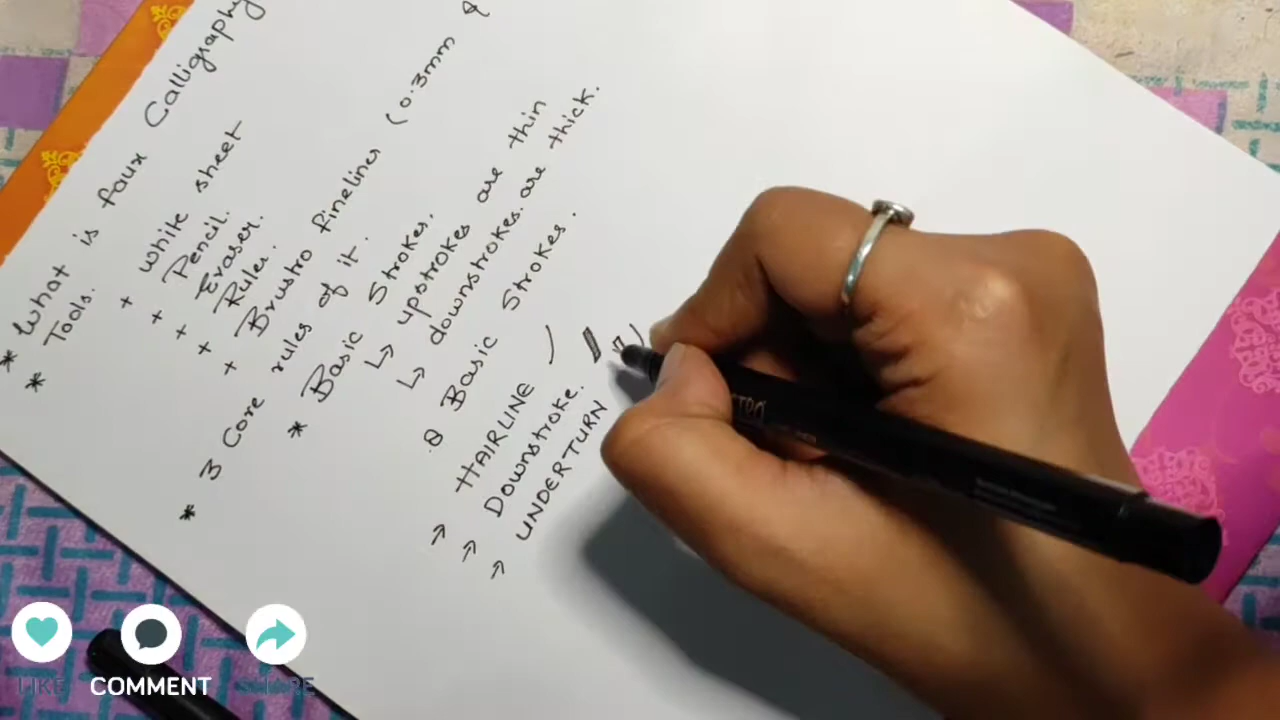 * What is faux Calligraphy
* Tools.
+ White sheet
+ Pencil.
+ Eraser.
+ Ruler.
+ Brustro fineliner (0.3mm &
* 3 Core rules of it.
* Basic Strokes.
↳ upstrokes are thin
↳ downstrokes are thick.
8 Basic Strokes.
→ HAIRLINE
→ Downstroke.
→ UNDERTURN
LIKE
COMMENT
SHARE